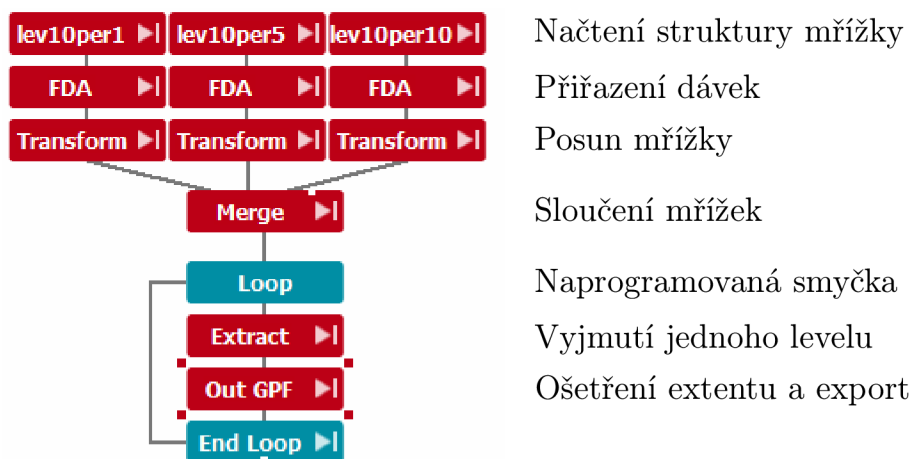 lev10per1 lev10per5 lev10per10 Načtení struktury mřížky
FDA FDA FDA Přiřazení dávek
Transform Transform Transform Posun mřížky
Merge Sloučení mřížek
Loop Naprogramovaná smyčka
Extract Vyjmutí jednoho levelu
Out GPF Ošetření extentu a export
End Loop